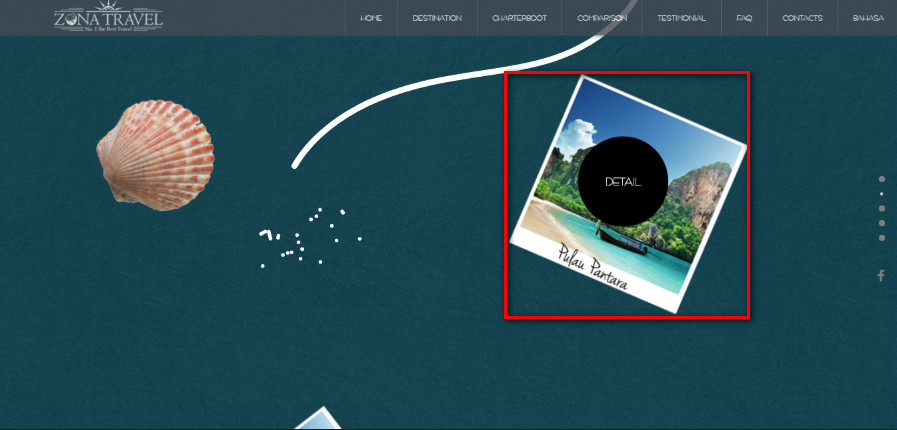 ZONA TRAVEL
No. 1 the Best Travel
HOME
DESTINATION
CHARTERBOOT
COMPARISON
TESTIMONIAL
FAQ
CONTACTS
BAHASA
DETAIL
Pulau Pantara